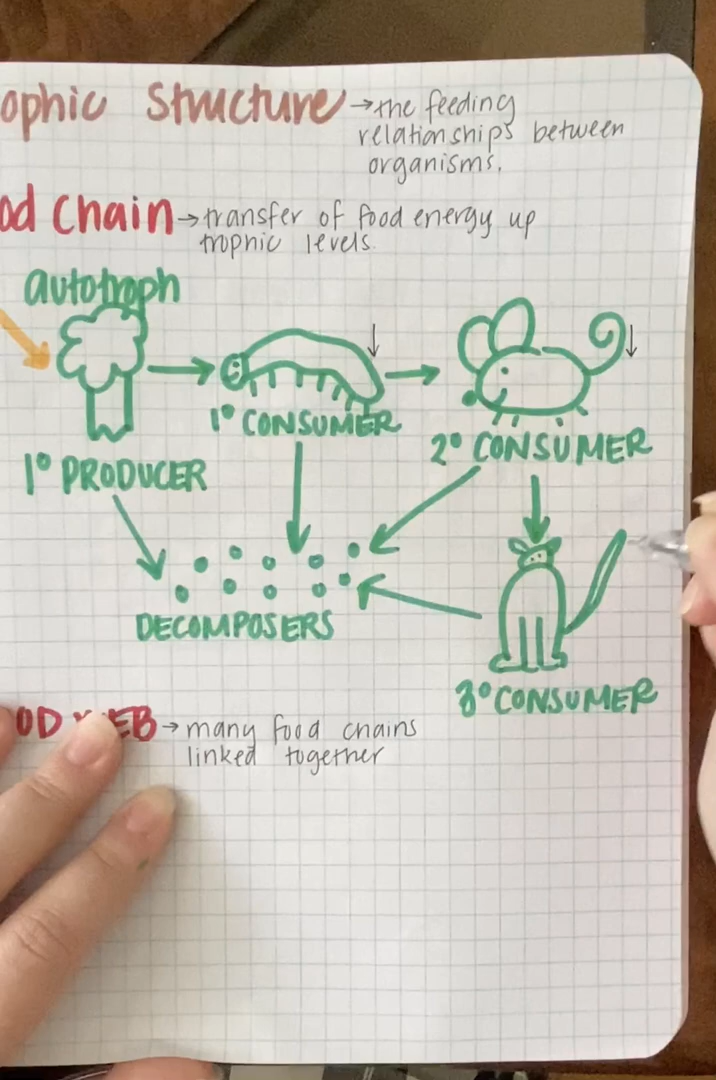 ophic Structure → the feeding
relationships between
organisms.
od Chain → transfer of food energy up
trophic levels.
autotroph
1° CONSUMER
2° CONSUMER
1° PRODUCER
DECOMPOSERS
3° CONSUMER
OD WEB → many food chains
linked together